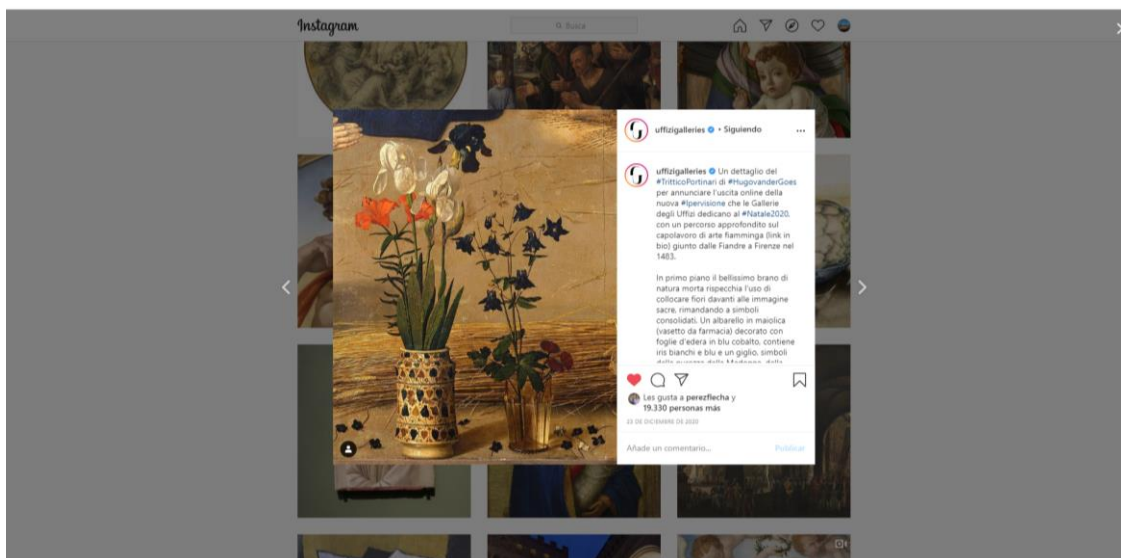 Instagram
Busca
uffizigalleries • Siguiendo
uffizigalleries Un dettaglio del
#TritticoPortinari di #HugovanderGoes
per annunciare l'uscita online della
nuova #Ipervisione che le Gallerie
degli Uffizi dedicano al #Natale2020,
con un percorso approfondito sul
capolavoro di arte fiamminga (link in
bio) giunto dalle Fiandre a Firenze nel
1483.
In primo piano il bellissimo brano di
natura morta rispecchia l'uso di
collocare fiori davanti alle immagine
sacre, rimandando a simboli
consolidati. Un albarello in maiolica
(vasetto da farmacia) decorato con
foglie d'edera in blu cobalto, contiene
iris bianchi e blu e un giglio, simboli
della purezza della Madonna, della
Les gusta a perezflecha y
19.330 personas más
23 DE DICIEMBRE DE 2020
Añade un comentario...
Publicar